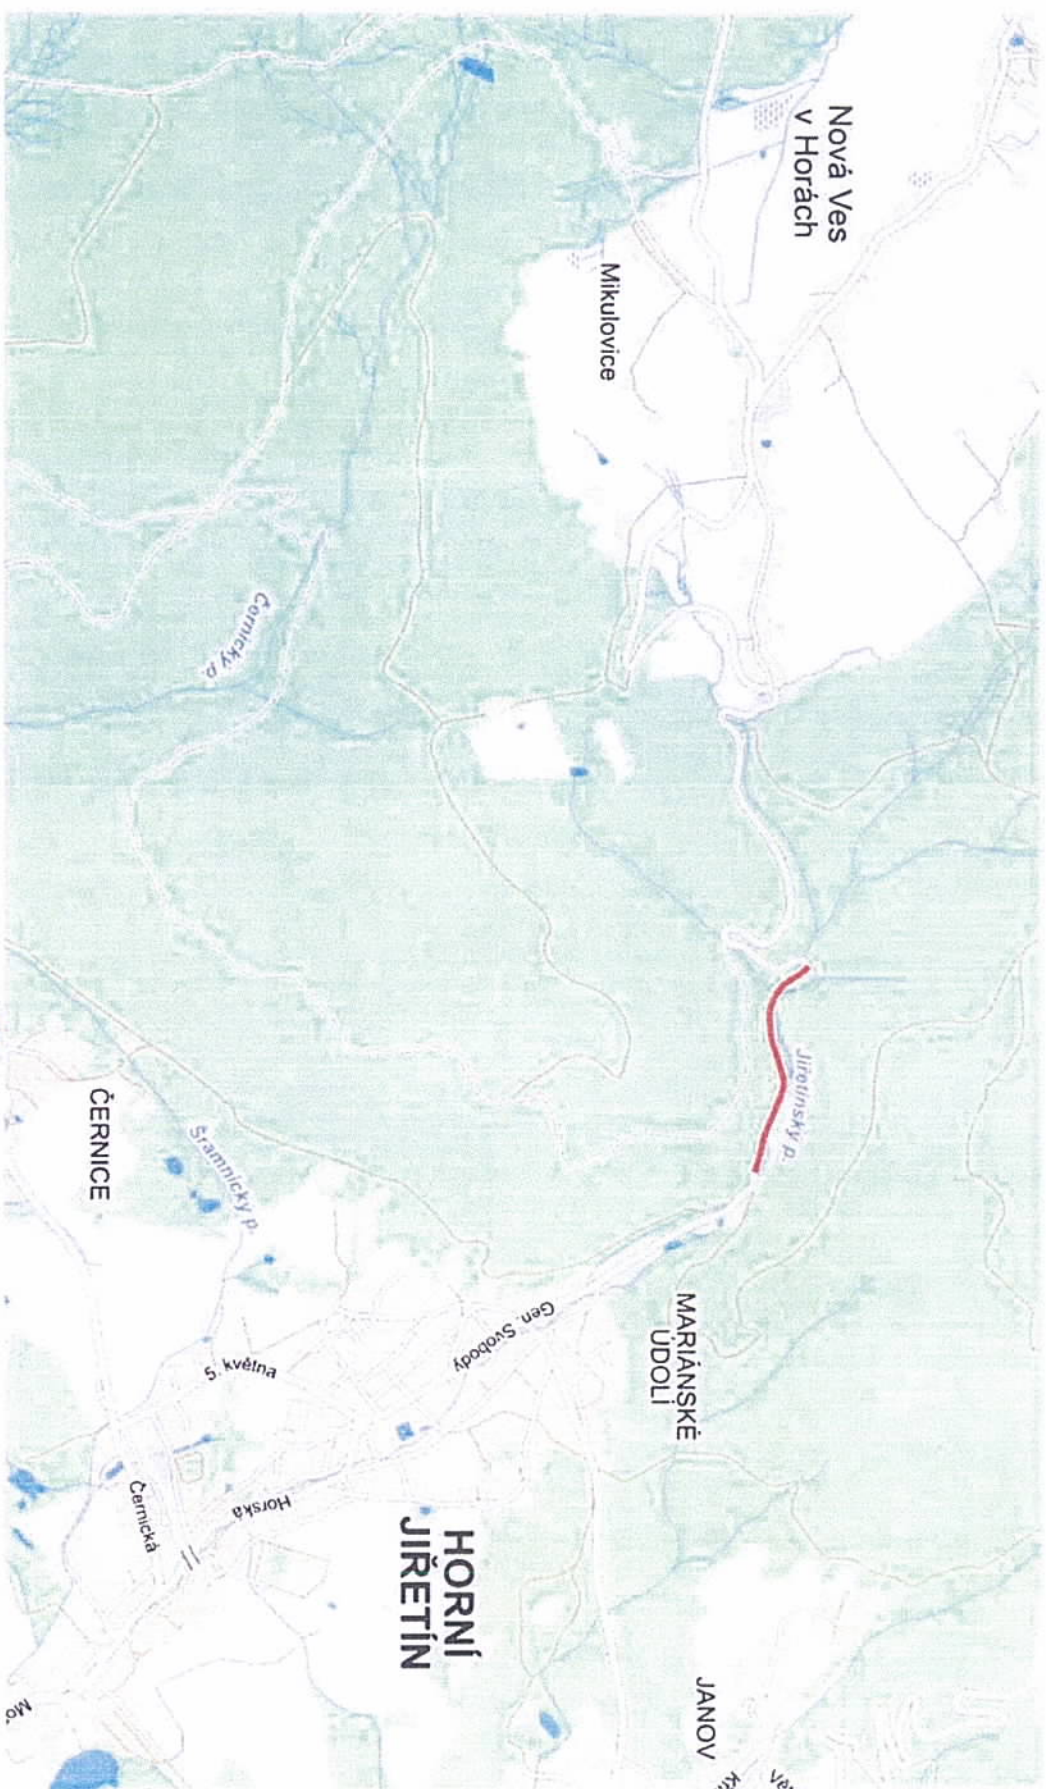 Nová Ves
v Horách
Mikulovice
Černický p.
Jiřetínský p.
ČERNICE
Šramnický p.
MARIÁNSKÉ
ÚDOLÍ
Gen. Svobody
5. května
Horská
Černická
HORNÍ
JIŘETÍN
JANOV